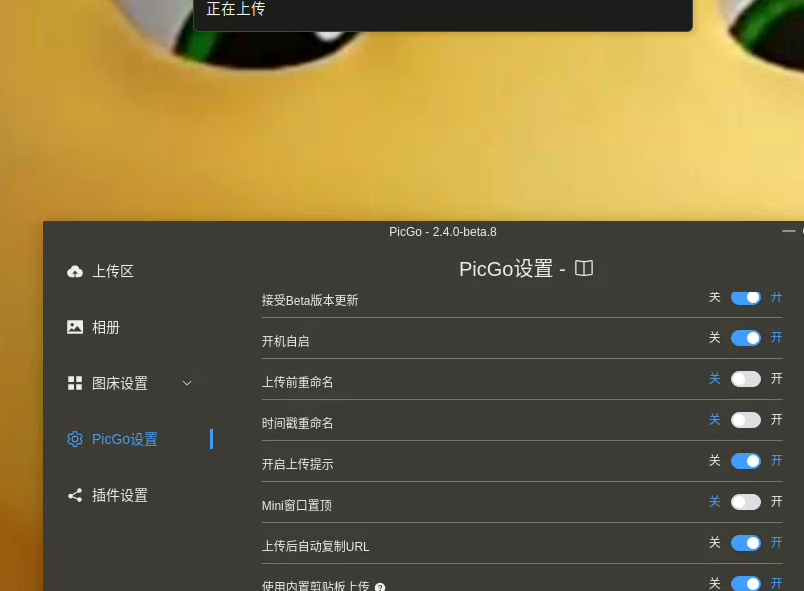 正在上传
PicGo - 2.4.0-beta.8
PicGo设置 -
上传区
相册
图床设置
PicGo设置
插件设置
接受Beta版本更新 关 开
开机自启 关 开
上传前重命名 关 开
时间戳重命名 关 开
开启上传提示 关 开
Mini窗口置顶 关 开
上传后自动复制URL 关 开
使用内置剪贴板上传 关 开